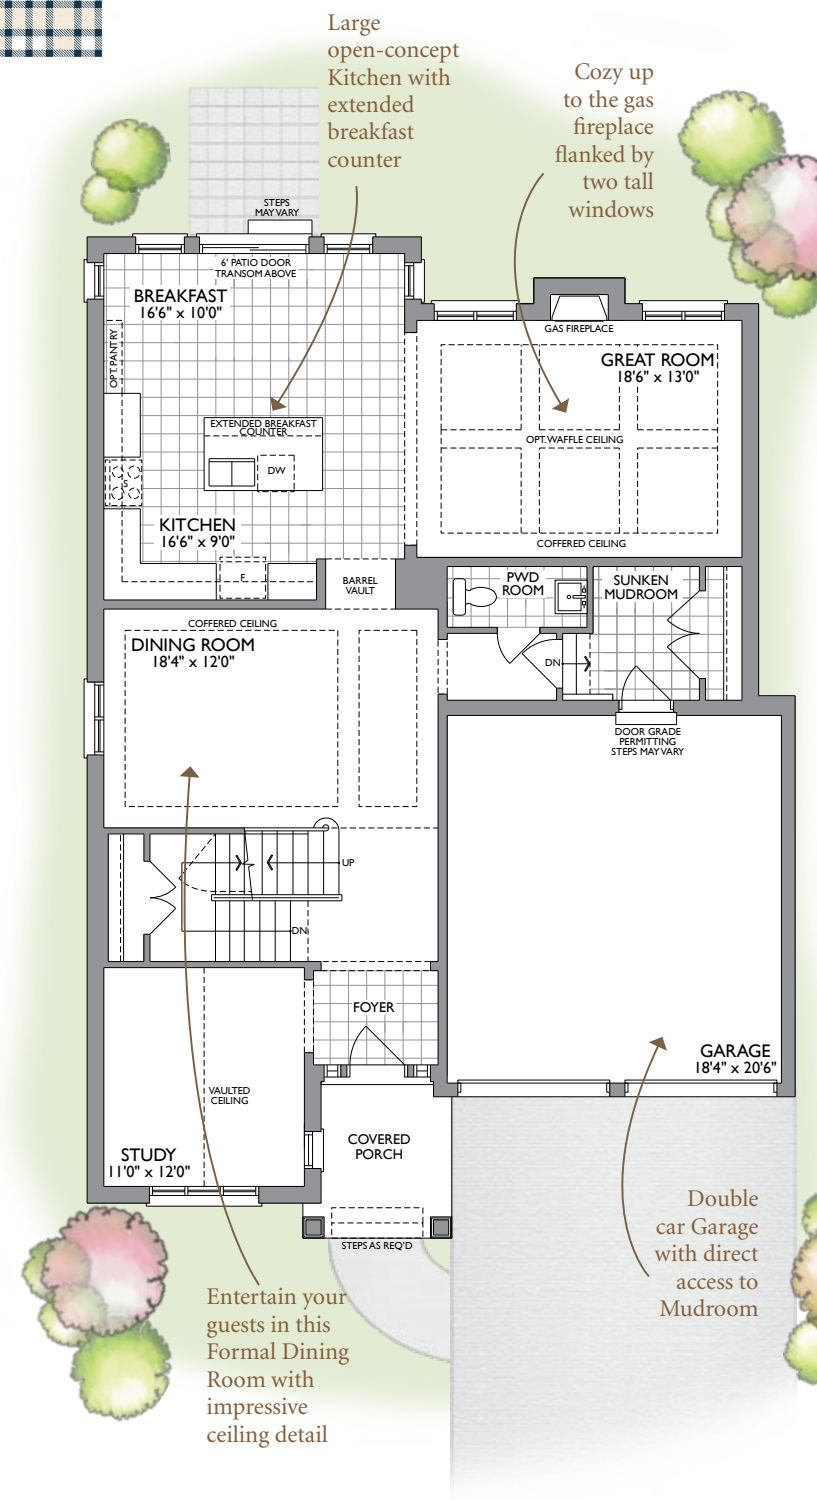 Large
open-concept
Kitchen with
extended
breakfast
counter
Cozy up
to the gas
fireplace
flanked by
two tall
windows
STEPS
MAY VARY
6' PATIO DOOR
TRANSOM ABOVE
BREAKFAST
16'6" x 10'0"
OPT. PANTRY
GAS FIREPLACE
GREAT ROOM
18'6" x 13'0"
EXTENDED BREAKFAST
COUNTER
OPT. WAFFLE CEILING
DW
S
KITCHEN
16'6" x 9'0"
COFFERED CEILING
F
BARREL
VAULT
PWD
ROOM
SUNKEN
MUDROOM
COFFERED CEILING
DINING ROOM
18'4" x 12'0"
DN
DOOR GRADE
PERMITTING
STEPS MAY VARY
UP
DN
FOYER
GARAGE
18'4" x 20'6"
VAULTED
CEILING
STUDY
11'0" x 12'0"
COVERED
PORCH
STEPS AS REQ'D
Double
car Garage
with direct
access to
Mudroom
Entertain your
guests in this
Formal Dining
Room with
impressive
ceiling detail